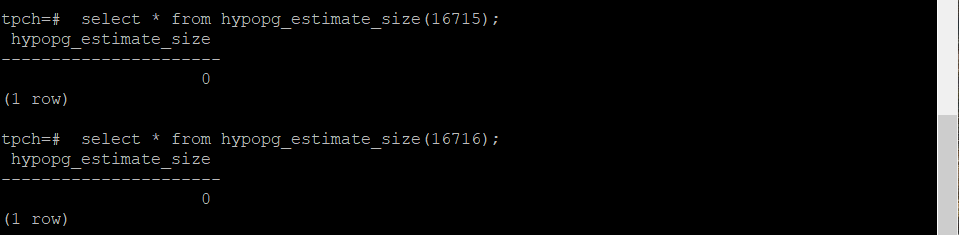 tpch=#  select * from hypopg_estimate_size(16715);
 hypopg_estimate_size
----------------------
                    0
(1 row)

tpch=#  select * from hypopg_estimate_size(16716);
 hypopg_estimate_size
----------------------
                    0
(1 row)